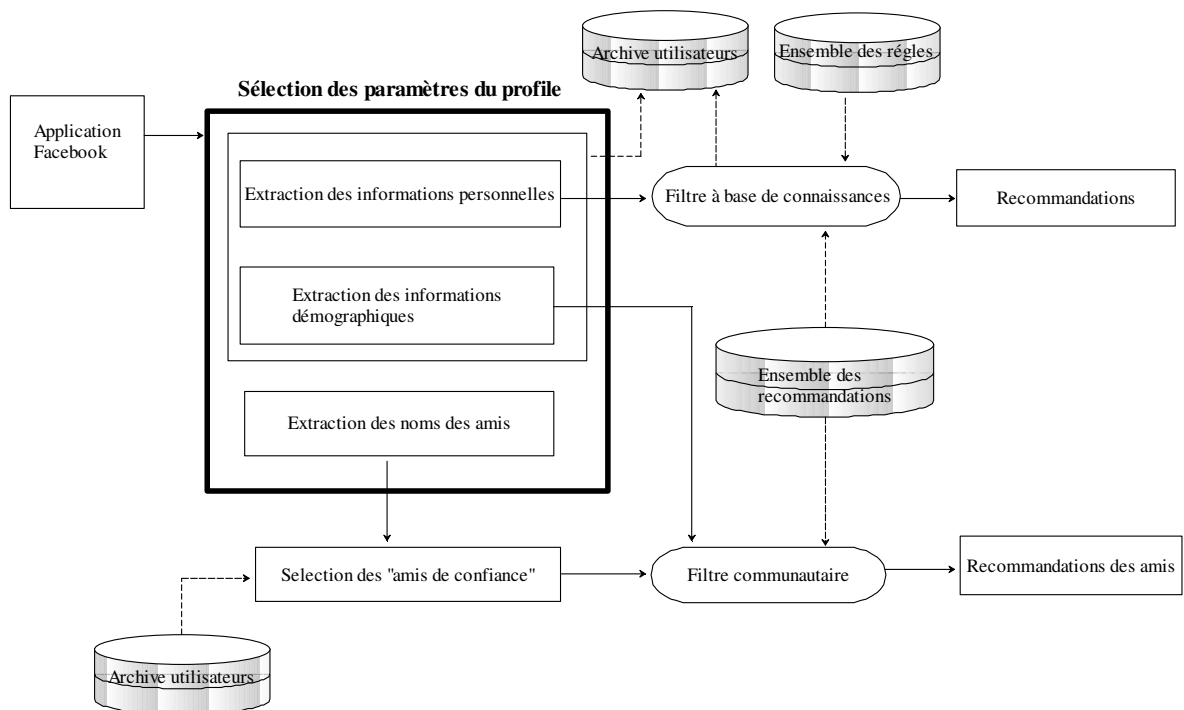 Archive utilisateurs
Ensemble des régles
Sélection des paramètres du profile
Application
Facebook
Extraction des informations personnelles
Filtre à base de connaissances
Recommandations
Extraction des informations
démographiques
Ensemble des
recommandations
Extraction des noms des amis
Selection des "amis de confiance"
Filtre communautaire
Recommandations des amis
Archive utilisateurs